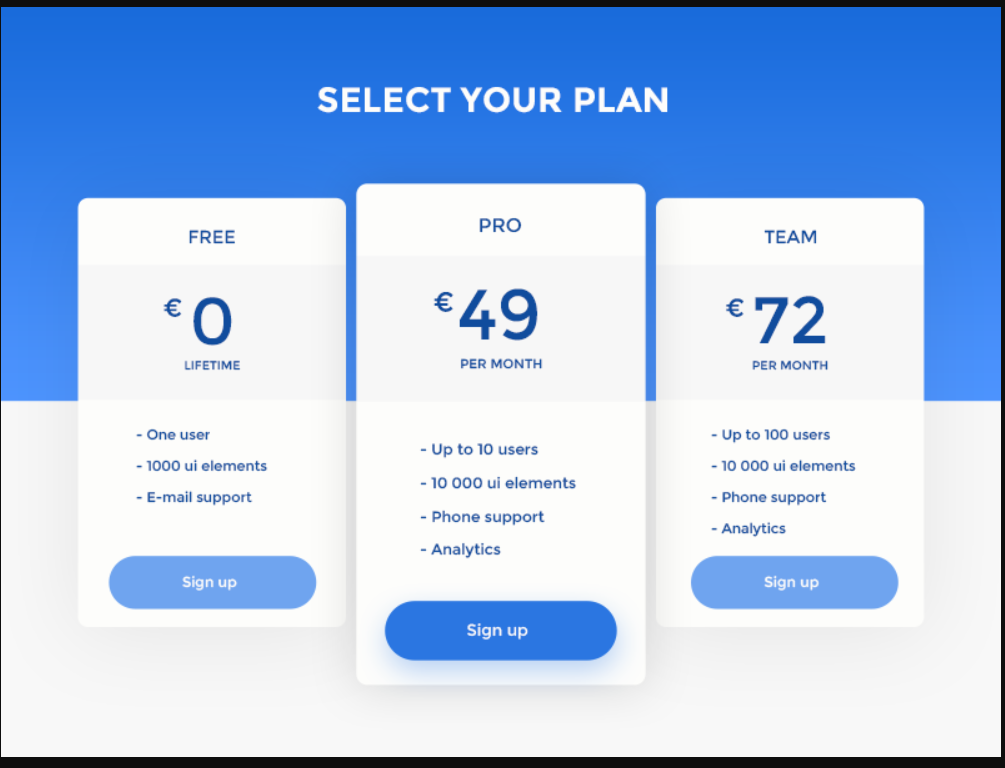 SELECT YOUR PLAN
FREE
€ 0
LIFETIME
- One user
- 1000 ui elements
- E-mail support
Sign up
PRO
€ 49
PER MONTH
- Up to 10 users
- 10 000 ui elements
- Phone support
- Analytics
Sign up
TEAM
€ 72
PER MONTH
- Up to 100 users
- 10 000 ui elements
- Phone support
- Analytics
Sign up